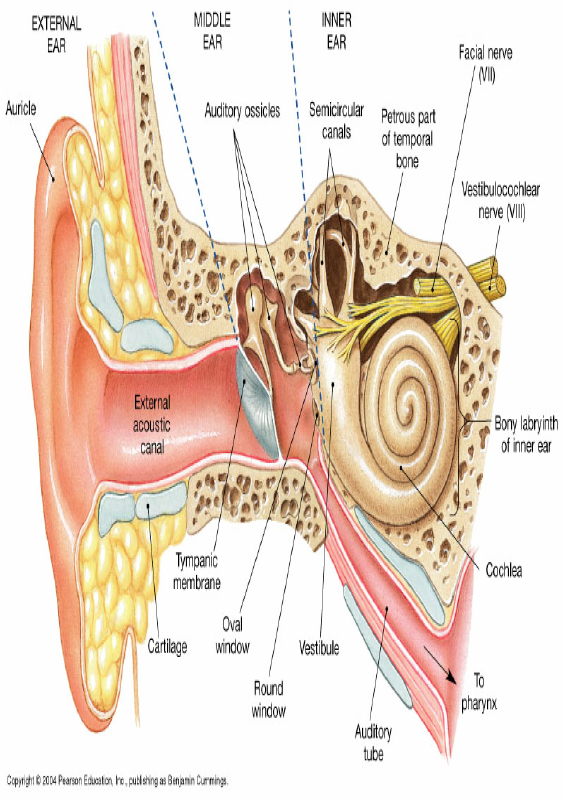 EXTERNAL
EAR
MIDDLE
EAR
INNER
EAR
Facial nerve
(VII)
Auricle
Auditory ossicles
Semicircular
canals
Petrous part
of temporal
bone
Vestibulocochlear
nerve (VIII)
External
acoustic
canal
Bony labryinth
of inner ear
Tympanic
membrane
Cartilage
Oval
window
Round
window
Vestibule
Auditory
tube
To
pharynx
Cochlea
Copyright © 2004 Pearson Education, Inc., publishing as Benjamin Cummings.